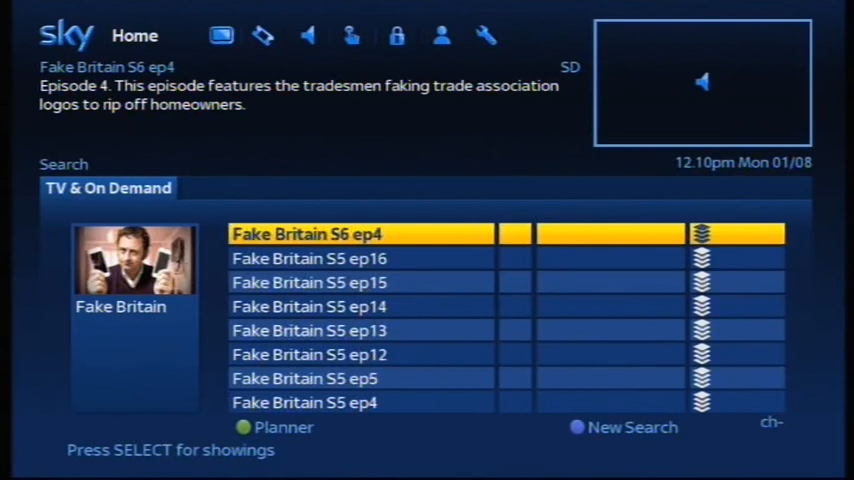 sky Home
Fake Britain S6 ep4
SD
Episode 4. This episode features the tradesmen faking trade association
logos to rip off homeowners.
Search
12.10pm Mon 01/08
TV & On Demand
Fake Britain
Fake Britain S6 ep4
Fake Britain S5 ep16
Fake Britain S5 ep15
Fake Britain S5 ep14
Fake Britain S5 ep13
Fake Britain S5 ep12
Fake Britain S5 ep5
Fake Britain S5 ep4
Planner
New Search
ch-
Press SELECT for showings